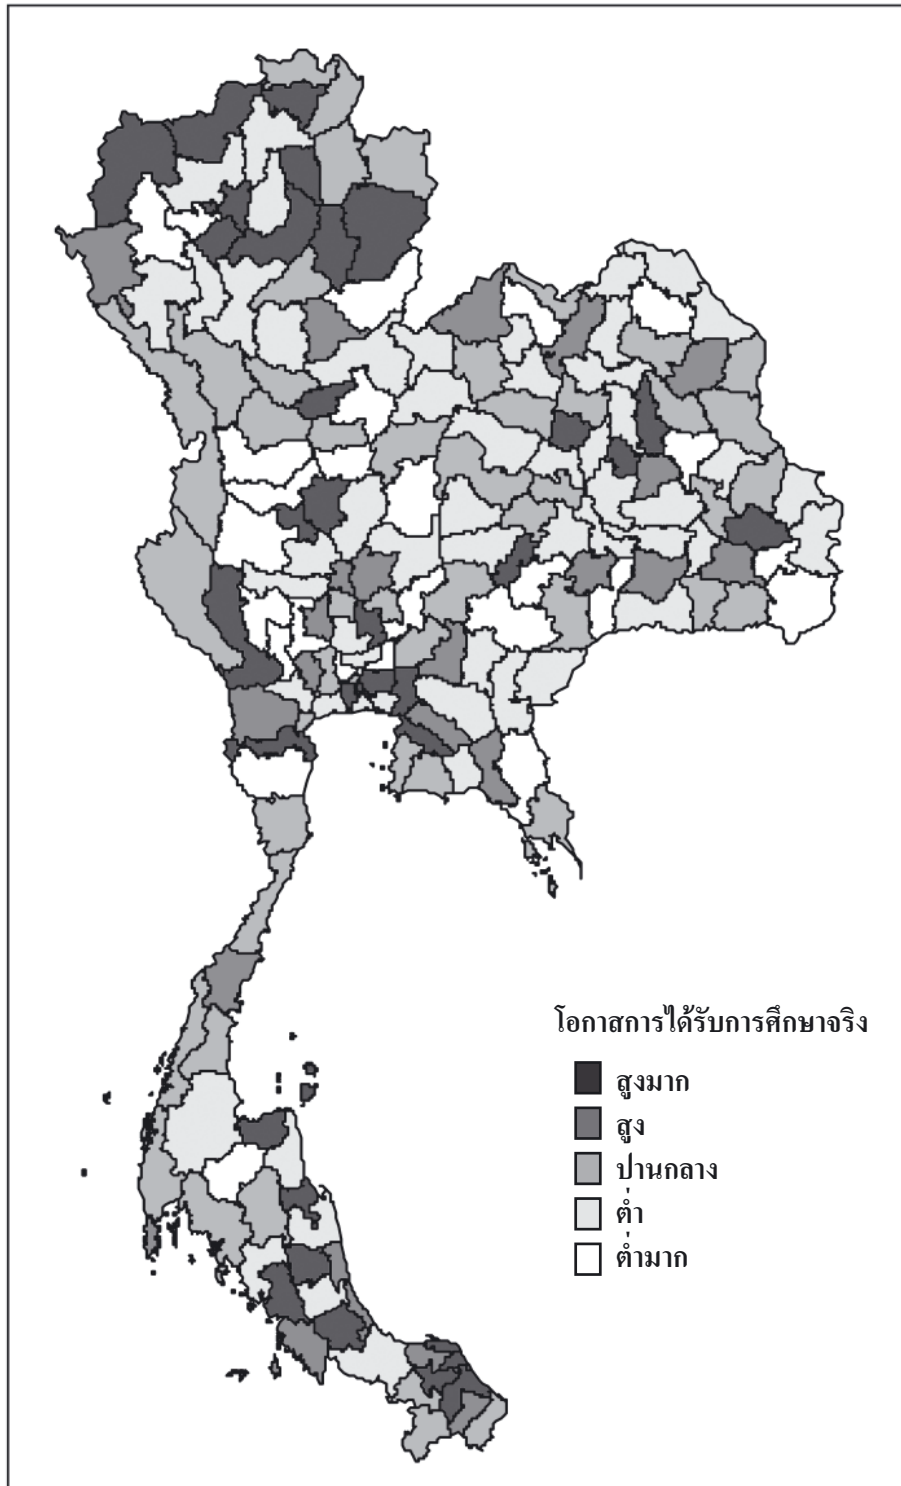 โอกาสการได้รับการศึกษาจริง
สูงมาก
สูง
ปานกลาง
ต่ำ
ต่ำมาก